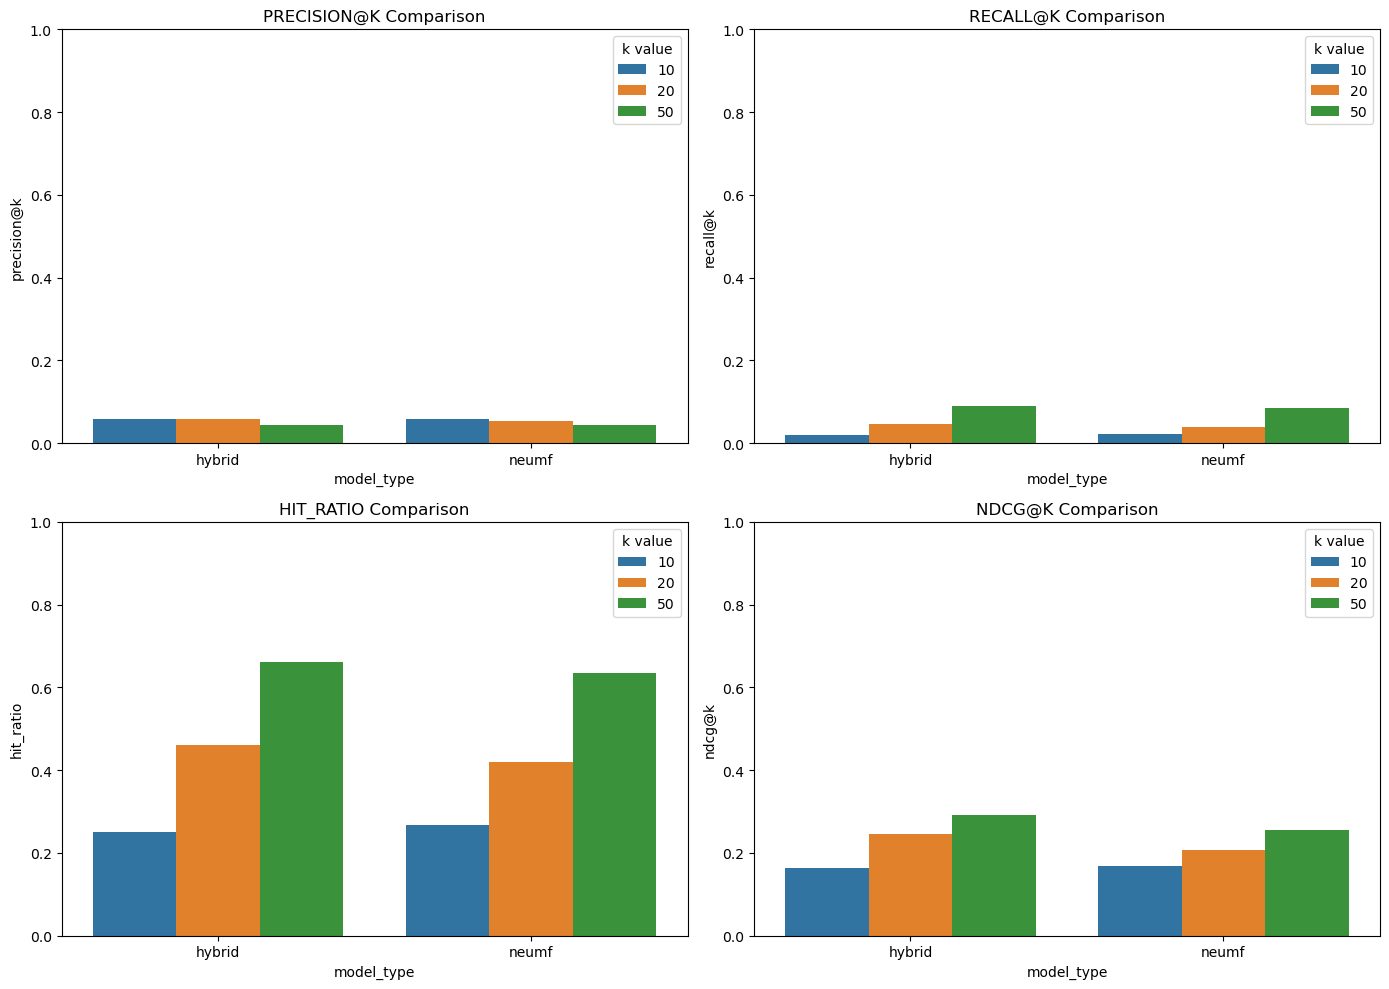 PRECISION@K Comparison
precision@k
1.0
0.8
0.6
0.4
0.2
0.0
k value
10
20
50
hybrid
neumf
model_type
RECALL@K Comparison
recall@k
1.0
0.8
0.6
0.4
0.2
0.0
k value
10
20
50
hybrid
neumf
model_type
HIT_RATIO Comparison
hit_ratio
1.0
0.8
0.6
0.4
0.2
0.0
k value
10
20
50
hybrid
neumf
model_type
NDCG@K Comparison
ndcg@k
1.0
0.8
0.6
0.4
0.2
0.0
k value
10
20
50
hybrid
neumf
model_type